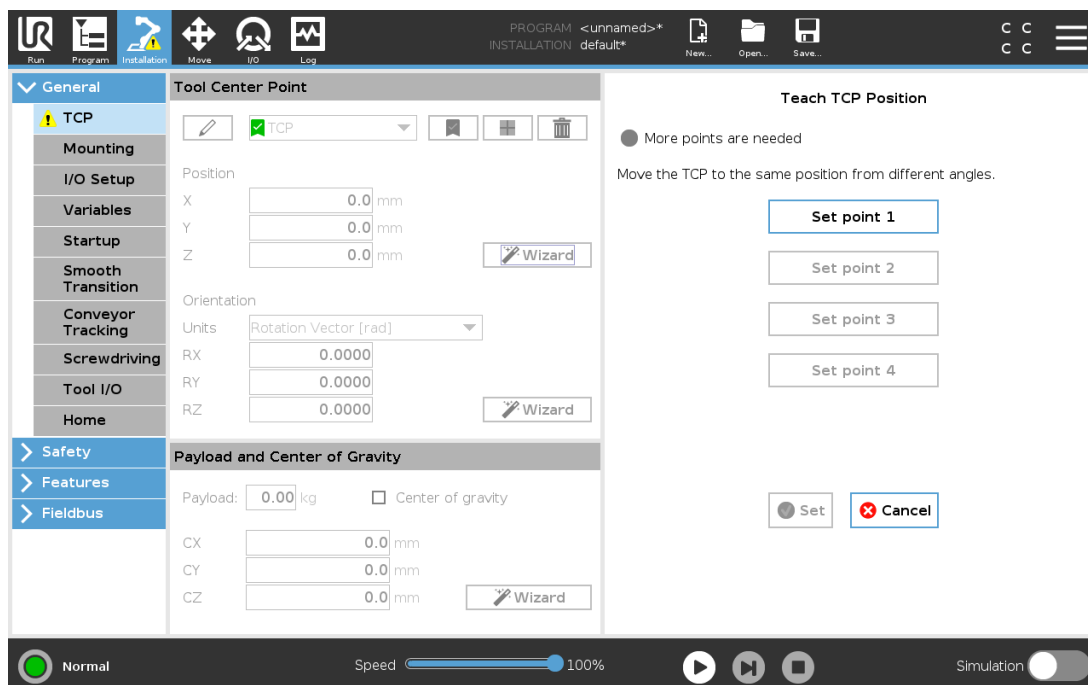 UR
PROGRAM <unnamed>*
INSTALLATION default*
C C
C C
Run
Program
Installation
Move
I/O
Log
New...
Open...
Save...
General
TCP
Mounting
I/O Setup
Variables
Startup
Smooth
Transition
Conveyor
Tracking
Screwdriving
Tool I/O
Home
Safety
Features
Fieldbus
Tool Center Point
TCP
Position
X 0.0 mm
Y 0.0 mm
Z 0.0 mm
Wizard
Orientation
Units Rotation Vector [rad]
RX 0.0000
RY 0.0000
RZ 0.0000
Wizard
Payload and Center of Gravity
Payload: 0.00 kg Center of gravity
CX 0.0 mm
CY 0.0 mm
CZ 0.0 mm
Wizard
Teach TCP Position
More points are needed
Move the TCP to the same position from different angles.
Set point 1
Set point 2
Set point 3
Set point 4
Set Cancel
Normal
Speed 100%
Simulation